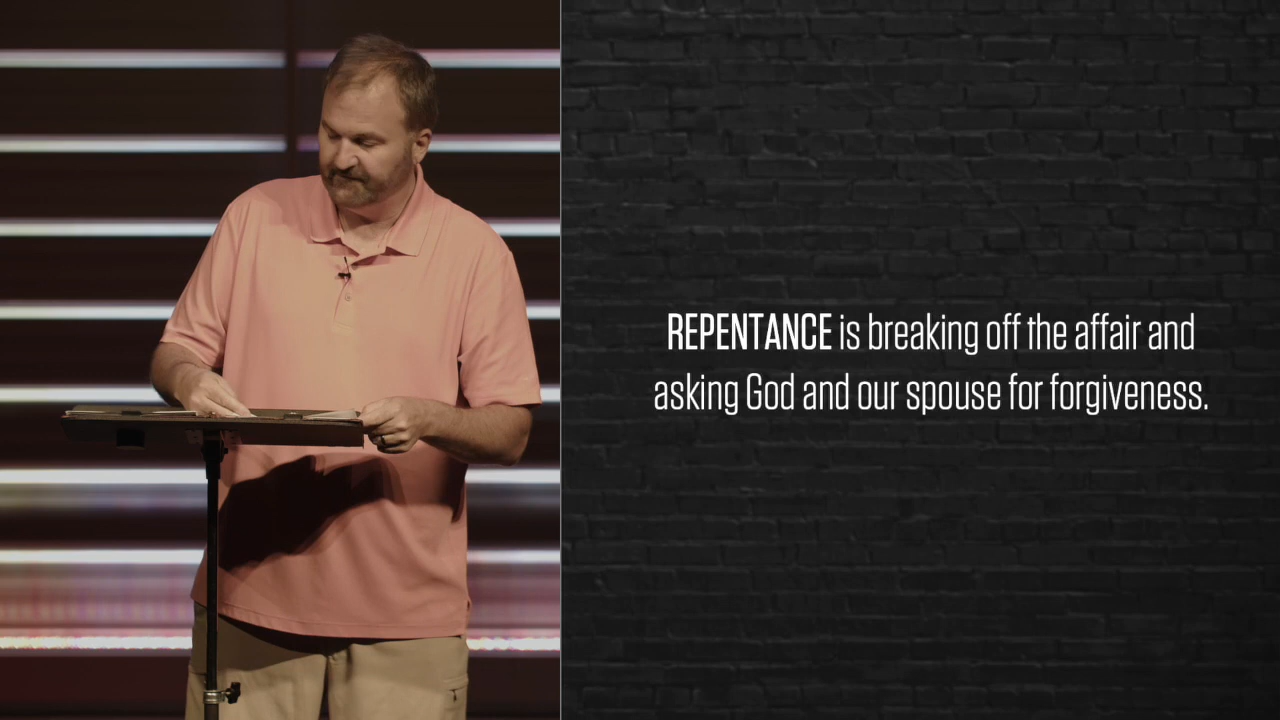 REPENTANCE is breaking off the affair and
asking God and our spouse for forgiveness.